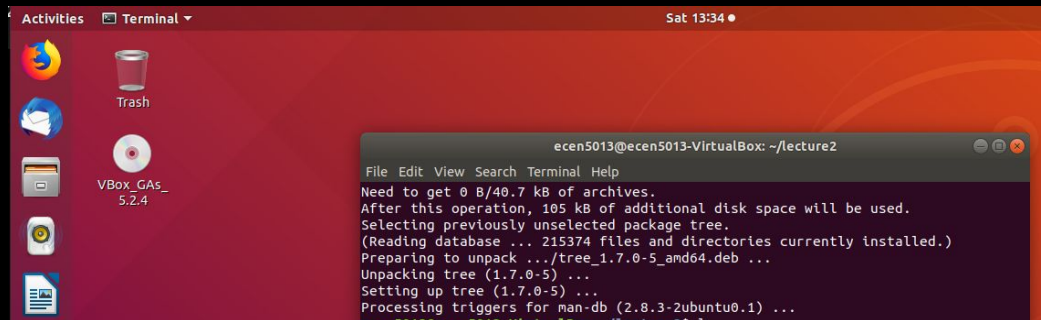 Activities Terminal Sat 13:34
Trash
VBox_GAs_
5.2.4
ecen5013@ecen5013-VirtualBox: ~/lecture2
File Edit View Search Terminal Help
Need to get 0 B/40.7 kB of archives.
After this operation, 105 kB of additional disk space will be used.
Selecting previously unselected package tree.
(Reading database ... 215374 files and directories currently installed.)
Preparing to unpack .../tree_1.7.0-5_amd64.deb ...
Unpacking tree (1.7.0-5) ...
Setting up tree (1.7.0-5) ...
Processing triggers for man-db (2.8.3-2ubuntu0.1) ...